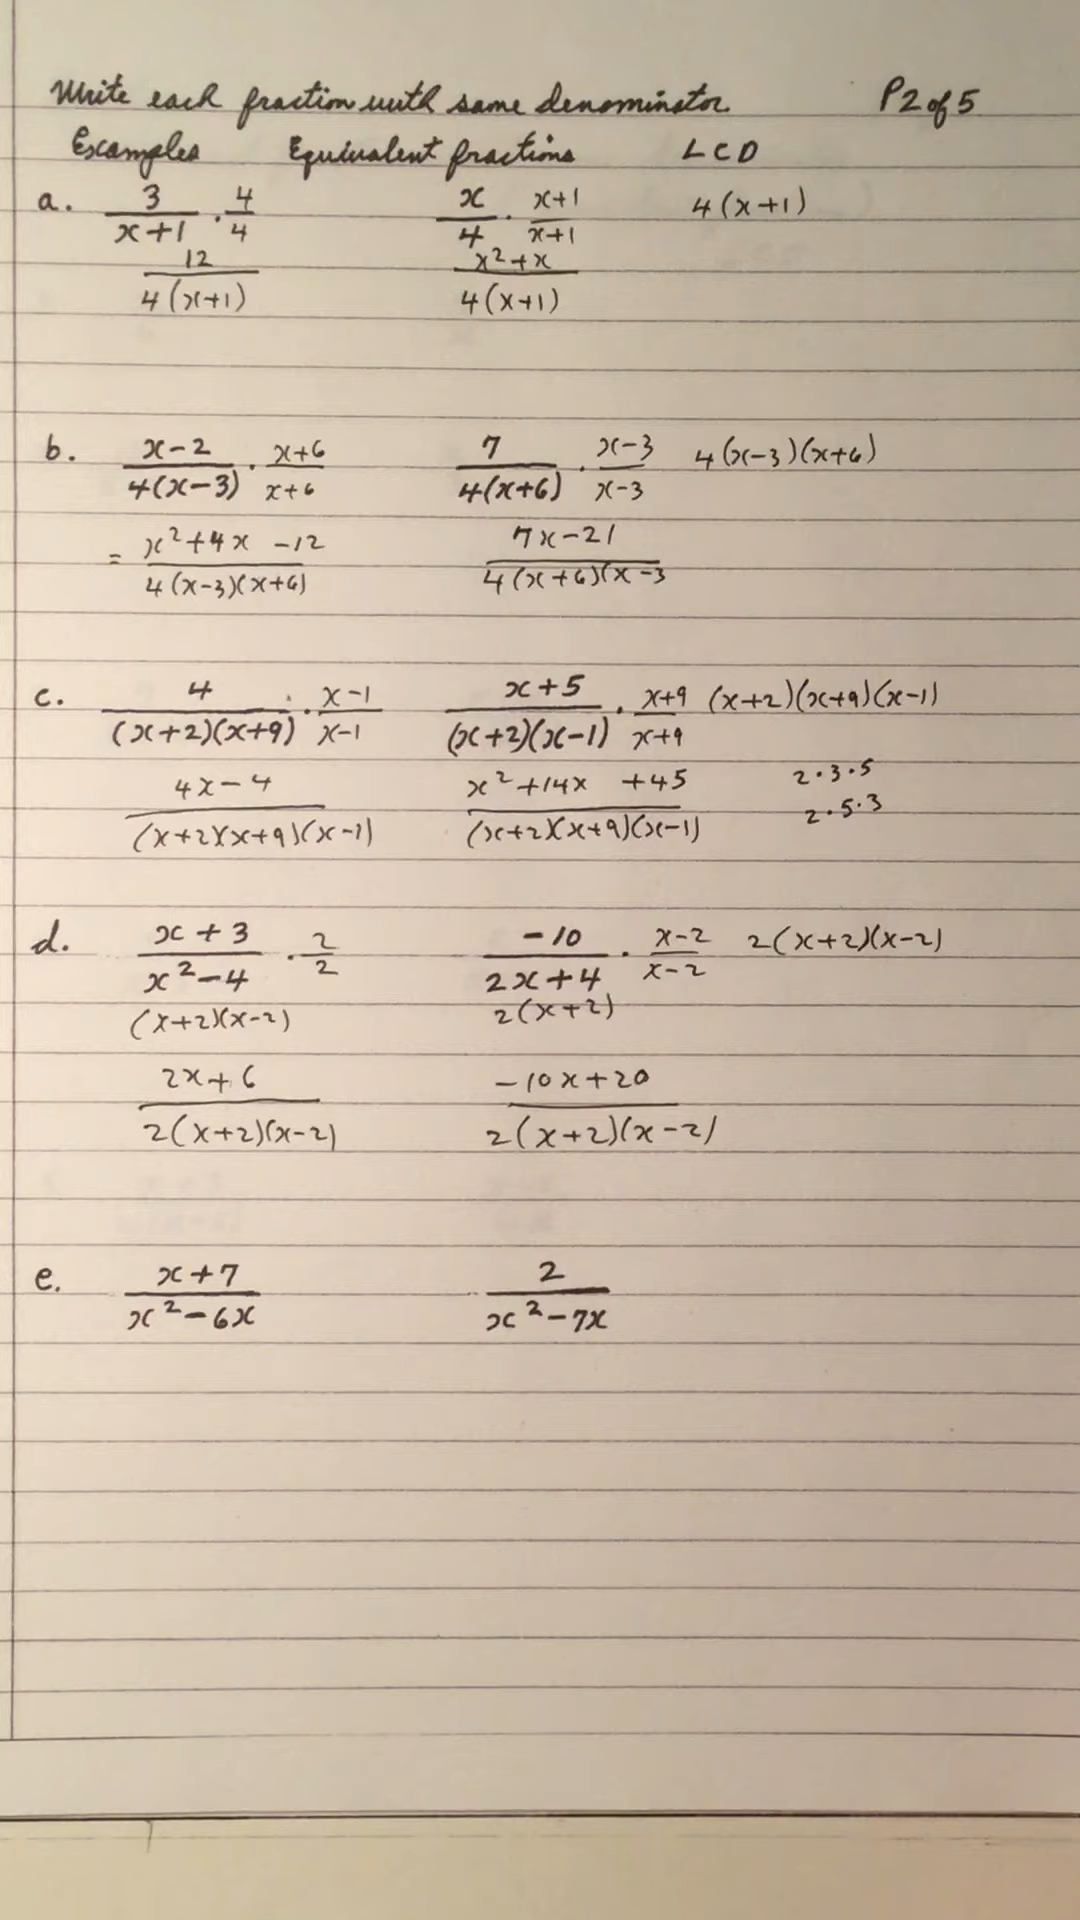 Write each fraction with same denominator. P2 of 5
Examples Equivalent fractions LCD
a. 3/(x+1) · 4/4 x/4 · (x+1)/(x+1) 4(x+1)
12/(4(x+1)) (x²+x)/(4(x+1))
b. (x-2)/(4(x-3)) · (x+6)/(x+6) 7/(4(x+6)) · (x-3)/(x-3) 4(x-3)(x+6)
= (x²+4x -12)/(4(x-3)(x+6)) (7x-21)/(4(x+6)(x-3
c. 4/((x+2)(x+9)) · (x-1)/(x-1) (x+5)/((x+2)(x-1)) · (x+9)/(x+9) (x+2)(x+9)(x-1)
(4x-4)/((x+2)(x+9)(x-1)) (x²+14x +45)/((x+2)(x+9)(x-1)) 2·3·5
2·5·3
d. (x+3)/(x²-4) · 2/2 -10/(2x+4) · (x-2)/(x-2) 2(x+2)(x-2)
(x+2)(x-2) 2(x+2)
(2x+6)/(2(x+2)(x-2)) (-10x+20)/(2(x+2)(x-2))
e. (x+7)/(x²-6x) 2/(x²-7x)